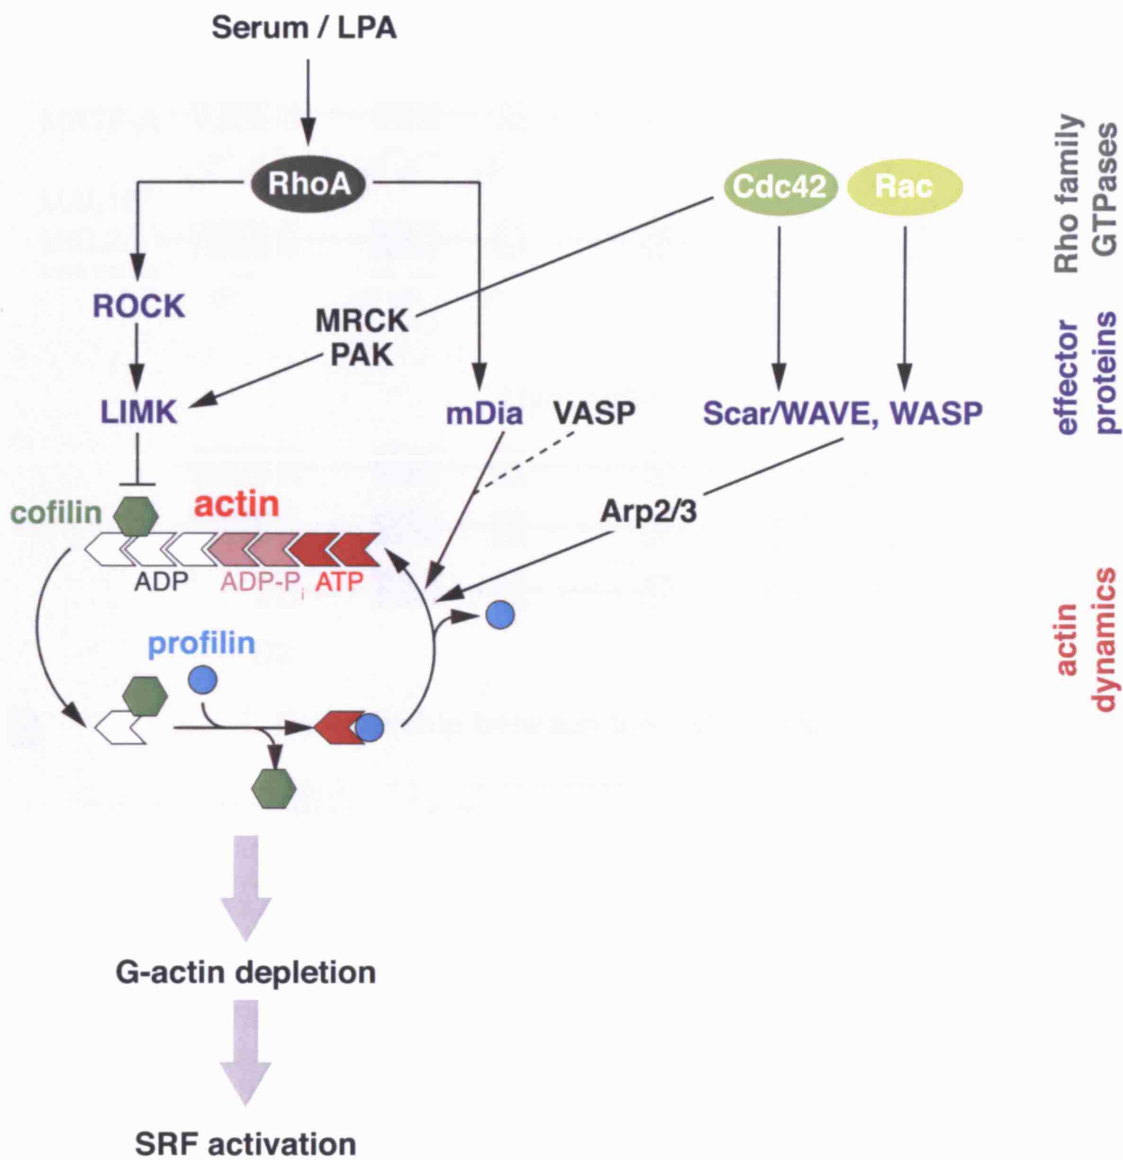 Serum / LPA
RhoA
Cdc42
Rac
Rho family
GTPases
ROCK
MRCK
PAK
LIMK
mDia
VASP
Scar/WAVE, WASP
effector
proteins
cofilin
actin
Arp2/3
ADP
ADP-Pi
ATP
profilin
actin
dynamics
G-actin depletion
SRF activation